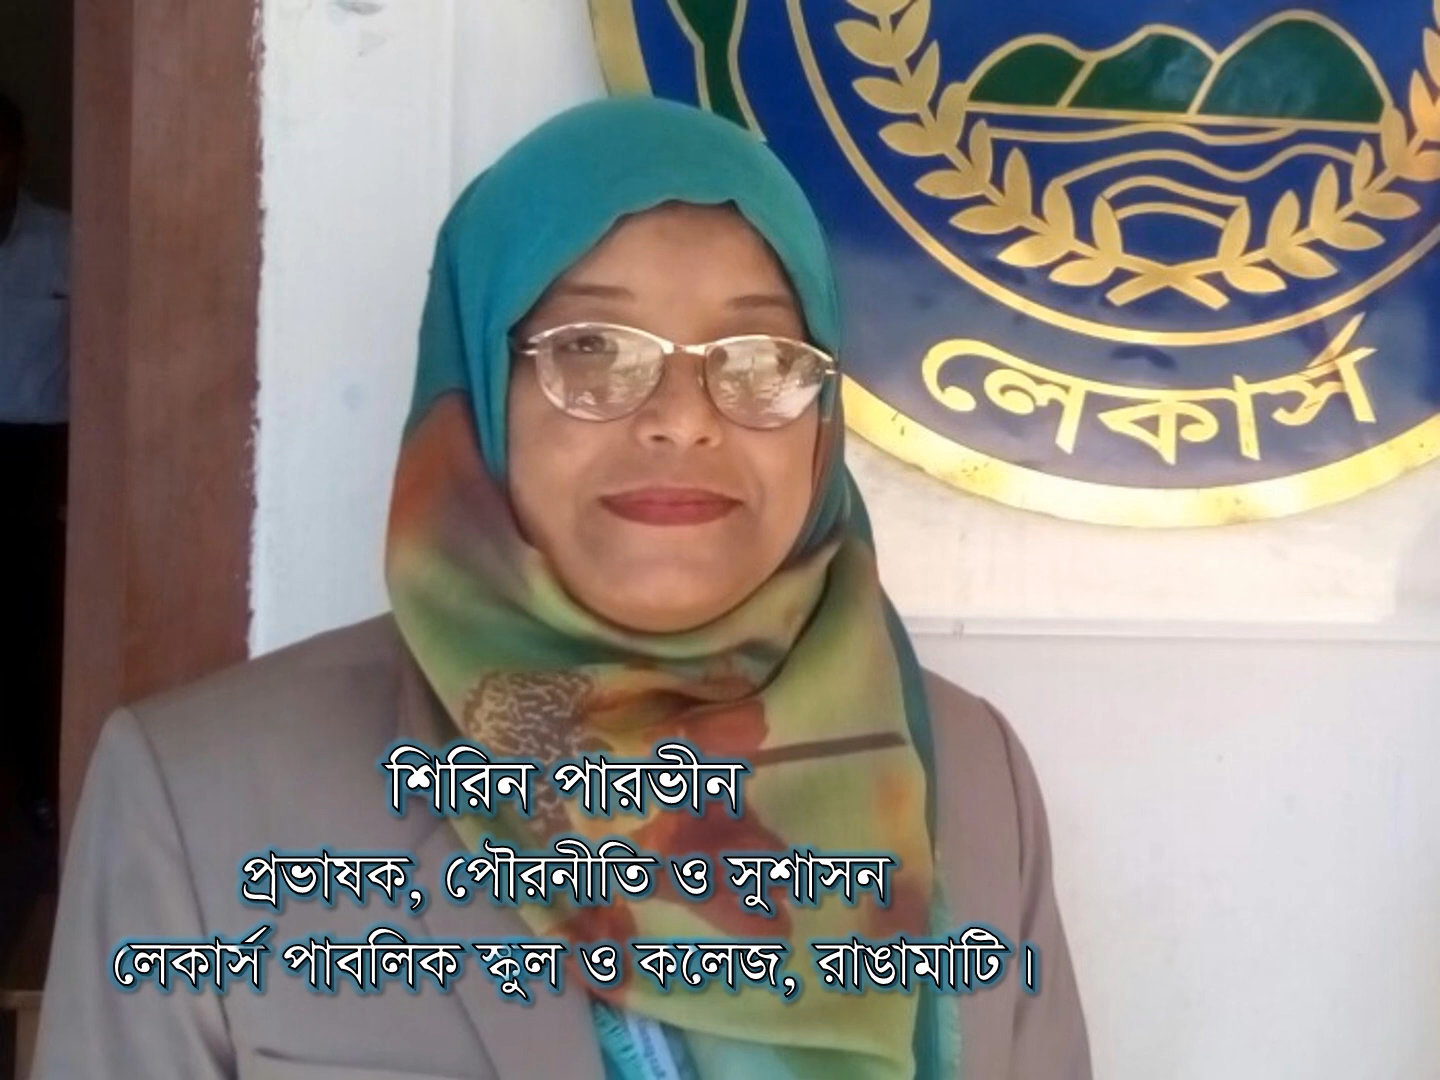 লেকার্স
শিরিন পারভীন
প্রভাষক, পৌরনীতি ও সুশাসন
লেকার্স পাবলিক স্কুল ও কলেজ, রাঙামাটি।